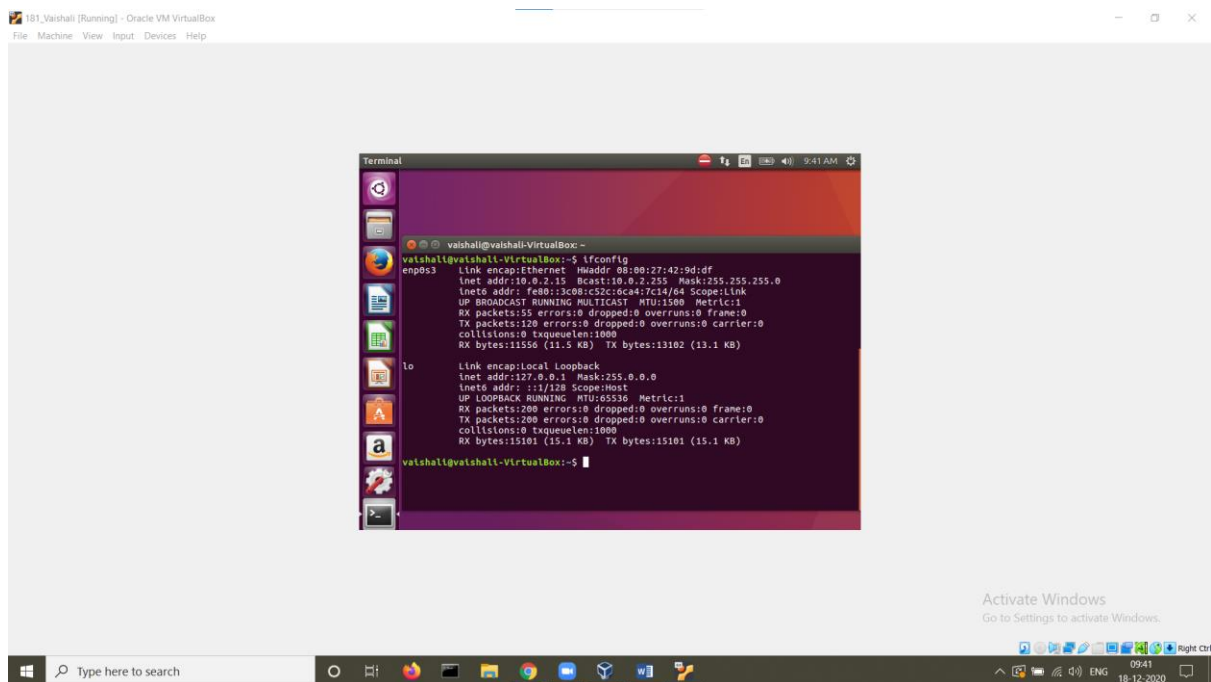 181_Vaishali [Running] - Oracle VM VirtualBox
File Machine View Input Devices Help
Terminal En 9:41 AM
vaishali@vaishali-VirtualBox: ~
vaishali@vaishali-VirtualBox:~$ ifconfig
enp0s3 Link encap:Ethernet HWaddr 08:00:27:42:9d:df
inet addr:10.0.2.15 Bcast:10.0.2.255 Mask:255.255.255.0
inet6 addr: fe80::3c08:c52c:6ca4:7c14/64 Scope:Link
UP BROADCAST RUNNING MULTICAST MTU:1500 Metric:1
RX packets:55 errors:0 dropped:0 overruns:0 frame:0
TX packets:120 errors:0 dropped:0 overruns:0 carrier:0
collisions:0 txqueuelen:1000
RX bytes:11556 (11.5 KB) TX bytes:13102 (13.1 KB)
lo Link encap:Local Loopback
inet addr:127.0.0.1 Mask:255.0.0.0
inet6 addr: ::1/128 Scope:Host
UP LOOPBACK RUNNING MTU:65536 Metric:1
RX packets:200 errors:0 dropped:0 overruns:0 frame:0
TX packets:200 errors:0 dropped:0 overruns:0 carrier:0
collisions:0 txqueuelen:1000
RX bytes:15101 (15.1 KB) TX bytes:15101 (15.1 KB)
vaishali@vaishali-VirtualBox:~$
Activate Windows
Go to Settings to activate Windows.
Right Ctrl
Type here to search
ENG
09:41
18-12-2020